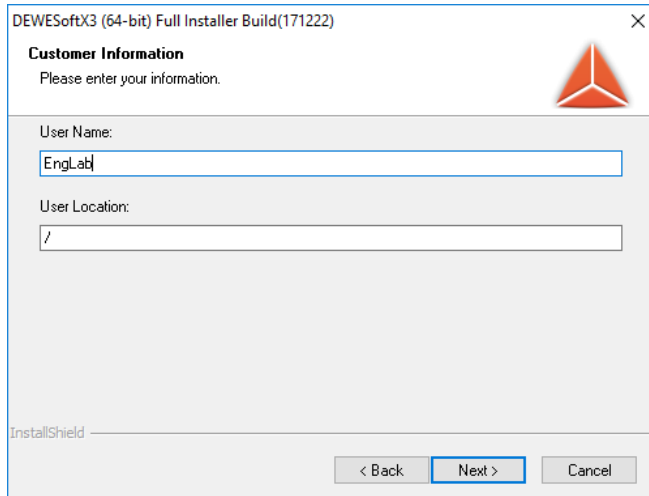 DEWESoftX3 (64-bit) Full Installer Build(171222)
Customer Information
Please enter your information.
User Name:
EngLab
User Location:
/
InstallShield
< Back Next > Cancel